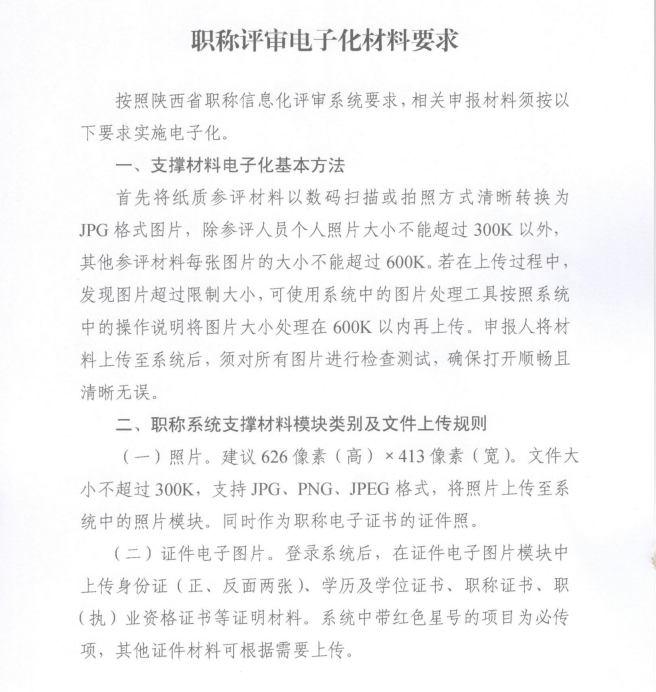 职称评审电子化材料要求
按照陕西省职称信息化评审系统要求，相关申报材料须按以
下要求实施电子化。
一、支撑材料电子化基本方法
首先将纸质参评材料以数码扫描或拍照方式清晰转换为
JPG 格式图片，除参评人员个人照片大小不能超过 300K 以外，
其他参评材料每张图片的大小不能超过 600K。若在上传过程中，
发现图片超过限制大小，可使用系统中的图片处理工具按照系统
中的操作说明将图片大小处理在 600K 以内再上传。申报人将材
料上传至系统后，须对所有图片进行检查测试，确保打开顺畅且
清晰无误。
二、职称系统支撑材料模块类别及文件上传规则
（一）照片。建议 626 像素（高）×413 像素（宽）。文件大
小不超过 300K，支持 JPG、PNG、JPEG 格式，将照片上传至系
统中的照片模块。同时作为职称电子证书的证件照。
（二）证件电子图片。登录系统后，在证件电子图片模块中
上传身份证（正、反面两张）、学历及学位证书、职称证书、职
（执）业资格证书等证明材料。系统中带红色星号的项目为必传
项，其他证件材料可根据需要上传。